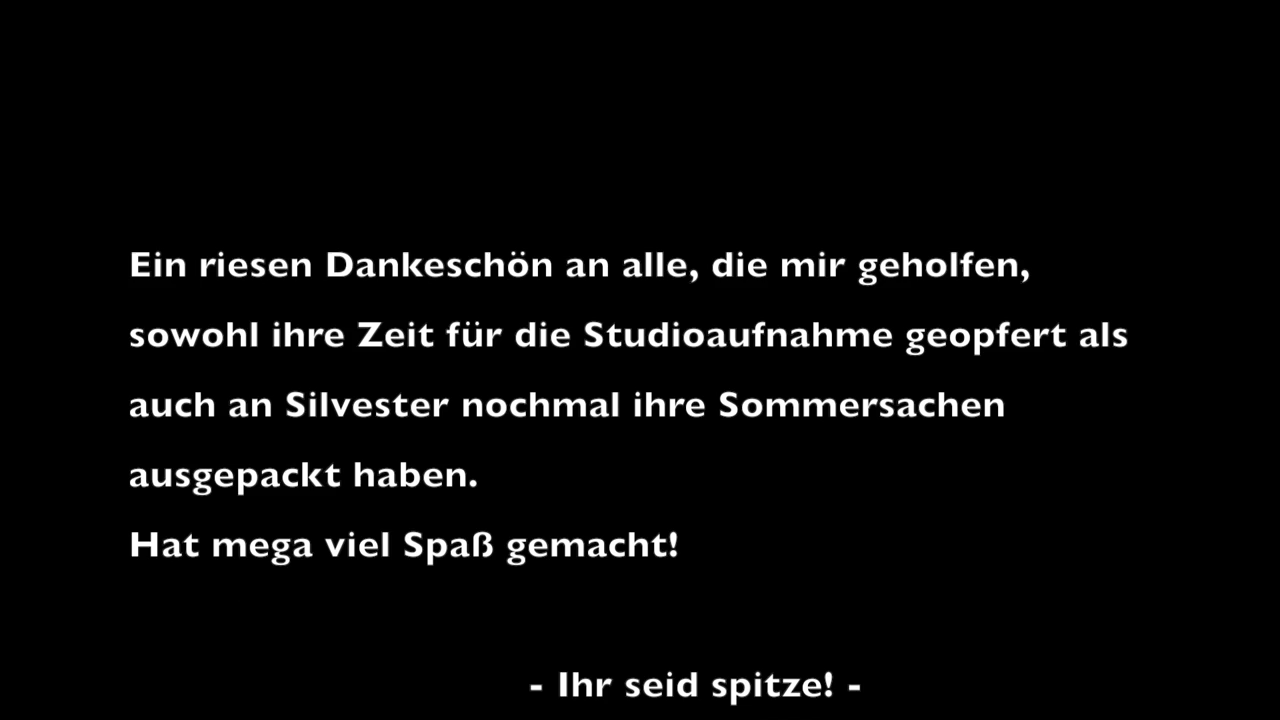 Ein riesen Dankeschön an alle, die mir geholfen,
sowohl ihre Zeit für die Studioaufnahme geopfert als
auch an Silvester nochmal ihre Sommersachen
ausgepackt haben.
Hat mega viel Spaß gemacht!
- Ihr seid spitze! -